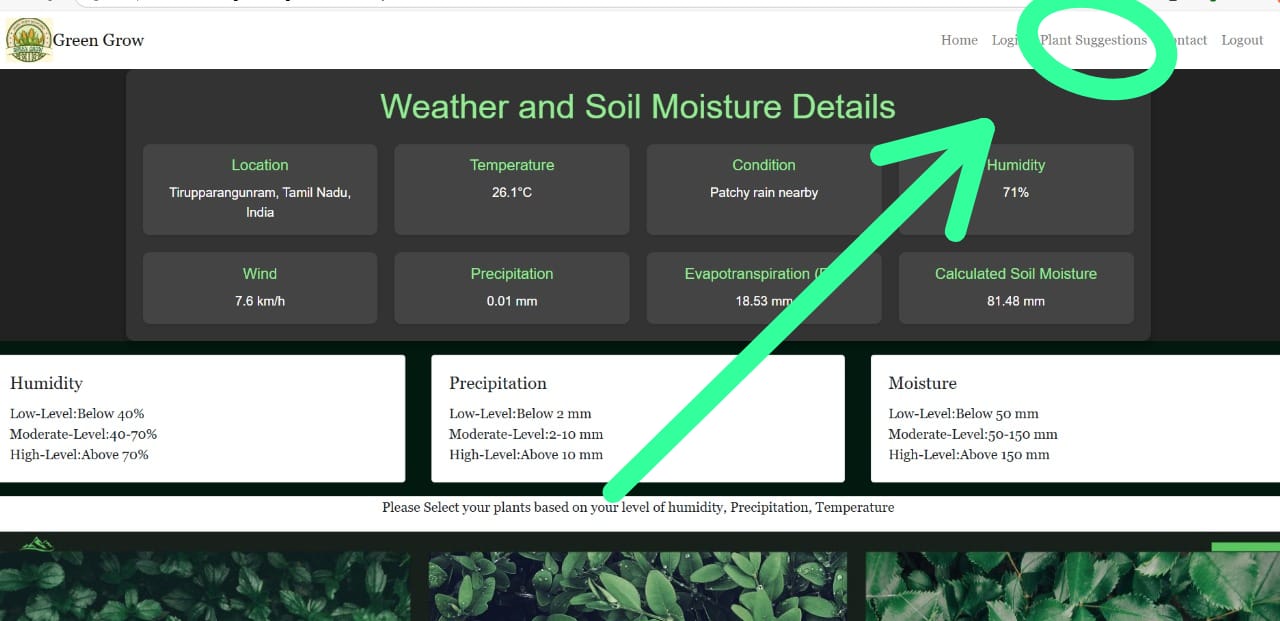 Green Grow
Home Plant Suggestions Logout
Weather and Soil Moisture Details
Location Temperature Condition Humidity
Tirupparangunram, Tamil Nadu, 26.1°C Patchy rain nearby 71%
India
Wind Precipitation Evapotranspiration Calculated Soil Moisture
7.6 km/h 0.01 mm 18.53 mm 81.48 mm
Humidity
Low-Level:Below 40%
Moderate-Level:40-70%
High-Level:Above 70%
Precipitation
Low-Level:Below 2 mm
Moderate-Level:2-10 mm
High-Level:Above 10 mm
Moisture
Low-Level:Below 50 mm
Moderate-Level:50-150 mm
High-Level:Above 150 mm
Please Select your plants based on your level of humidity, Precipitation, Temperature